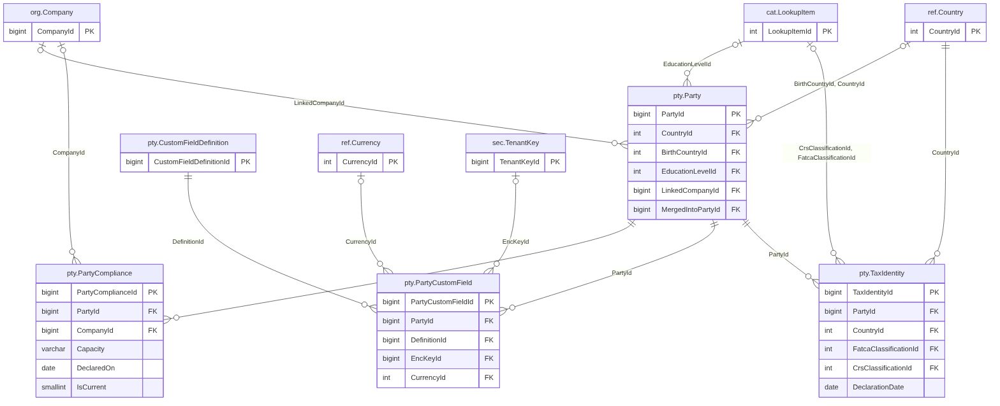 org.Company
bigint CompanyId PK
cat.LookupItem
int LookupItemId PK
ref.Country
int CountryId PK
EducationLevelId
BirthCountryId, CountryId
LinkedCompanyId
pty.Party
bigint PartyId PK
int CountryId FK
int BirthCountryId FK
int EducationLevelId FK
bigint LinkedCompanyId FK
bigint MergedIntoPartyId FK
CompanyId
pty.CustomFieldDefinition
bigint CustomFieldDefinitionId PK
ref.Currency
int CurrencyId PK
sec.TenantKey
bigint TenantKeyId PK
CrsClassificationId,
FatcaClassificationId
CountryId
DefinitionId
CurrencyId
EncKeyId
PartyId
PartyId
pty.PartyCompliance
bigint PartyComplianceId PK
bigint PartyId FK
bigint CompanyId FK
varchar Capacity
date DeclaredOn
smallint IsCurrent
pty.PartyCustomField
bigint PartyCustomFieldId PK
bigint PartyId FK
bigint DefinitionId FK
bigint EncKeyId FK
int CurrencyId FK
pty.TaxIdentity
bigint TaxIdentityId PK
bigint PartyId FK
int CountryId FK
int FatcaClassificationId FK
int CrsClassificationId FK
date DeclarationDate